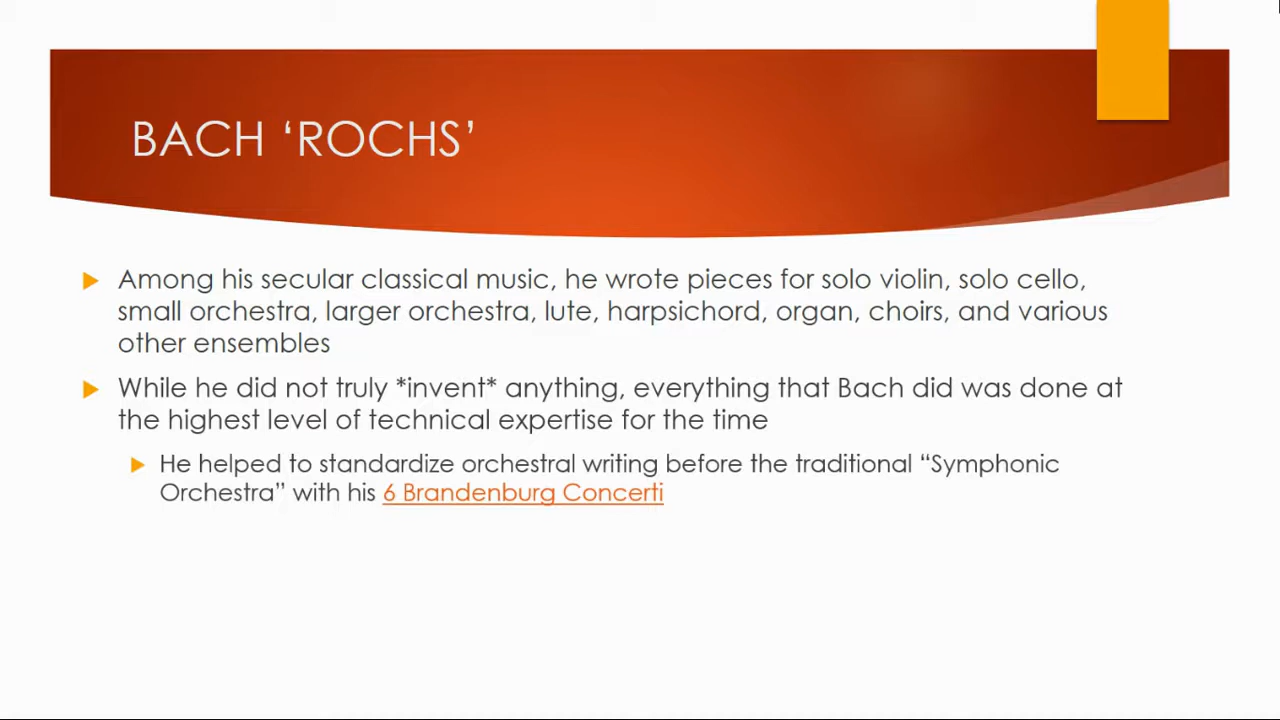 BACH ‘ROCHS’
Among his secular classical music, he wrote pieces for solo violin, solo cello,
small orchestra, larger orchestra, lute, harpsichord, organ, choirs, and various
other ensembles
While he did not truly *invent* anything, everything that Bach did was done at
the highest level of technical expertise for the time
He helped to standardize orchestral writing before the traditional “Symphonic
Orchestra” with his 6 Brandenburg Concerti